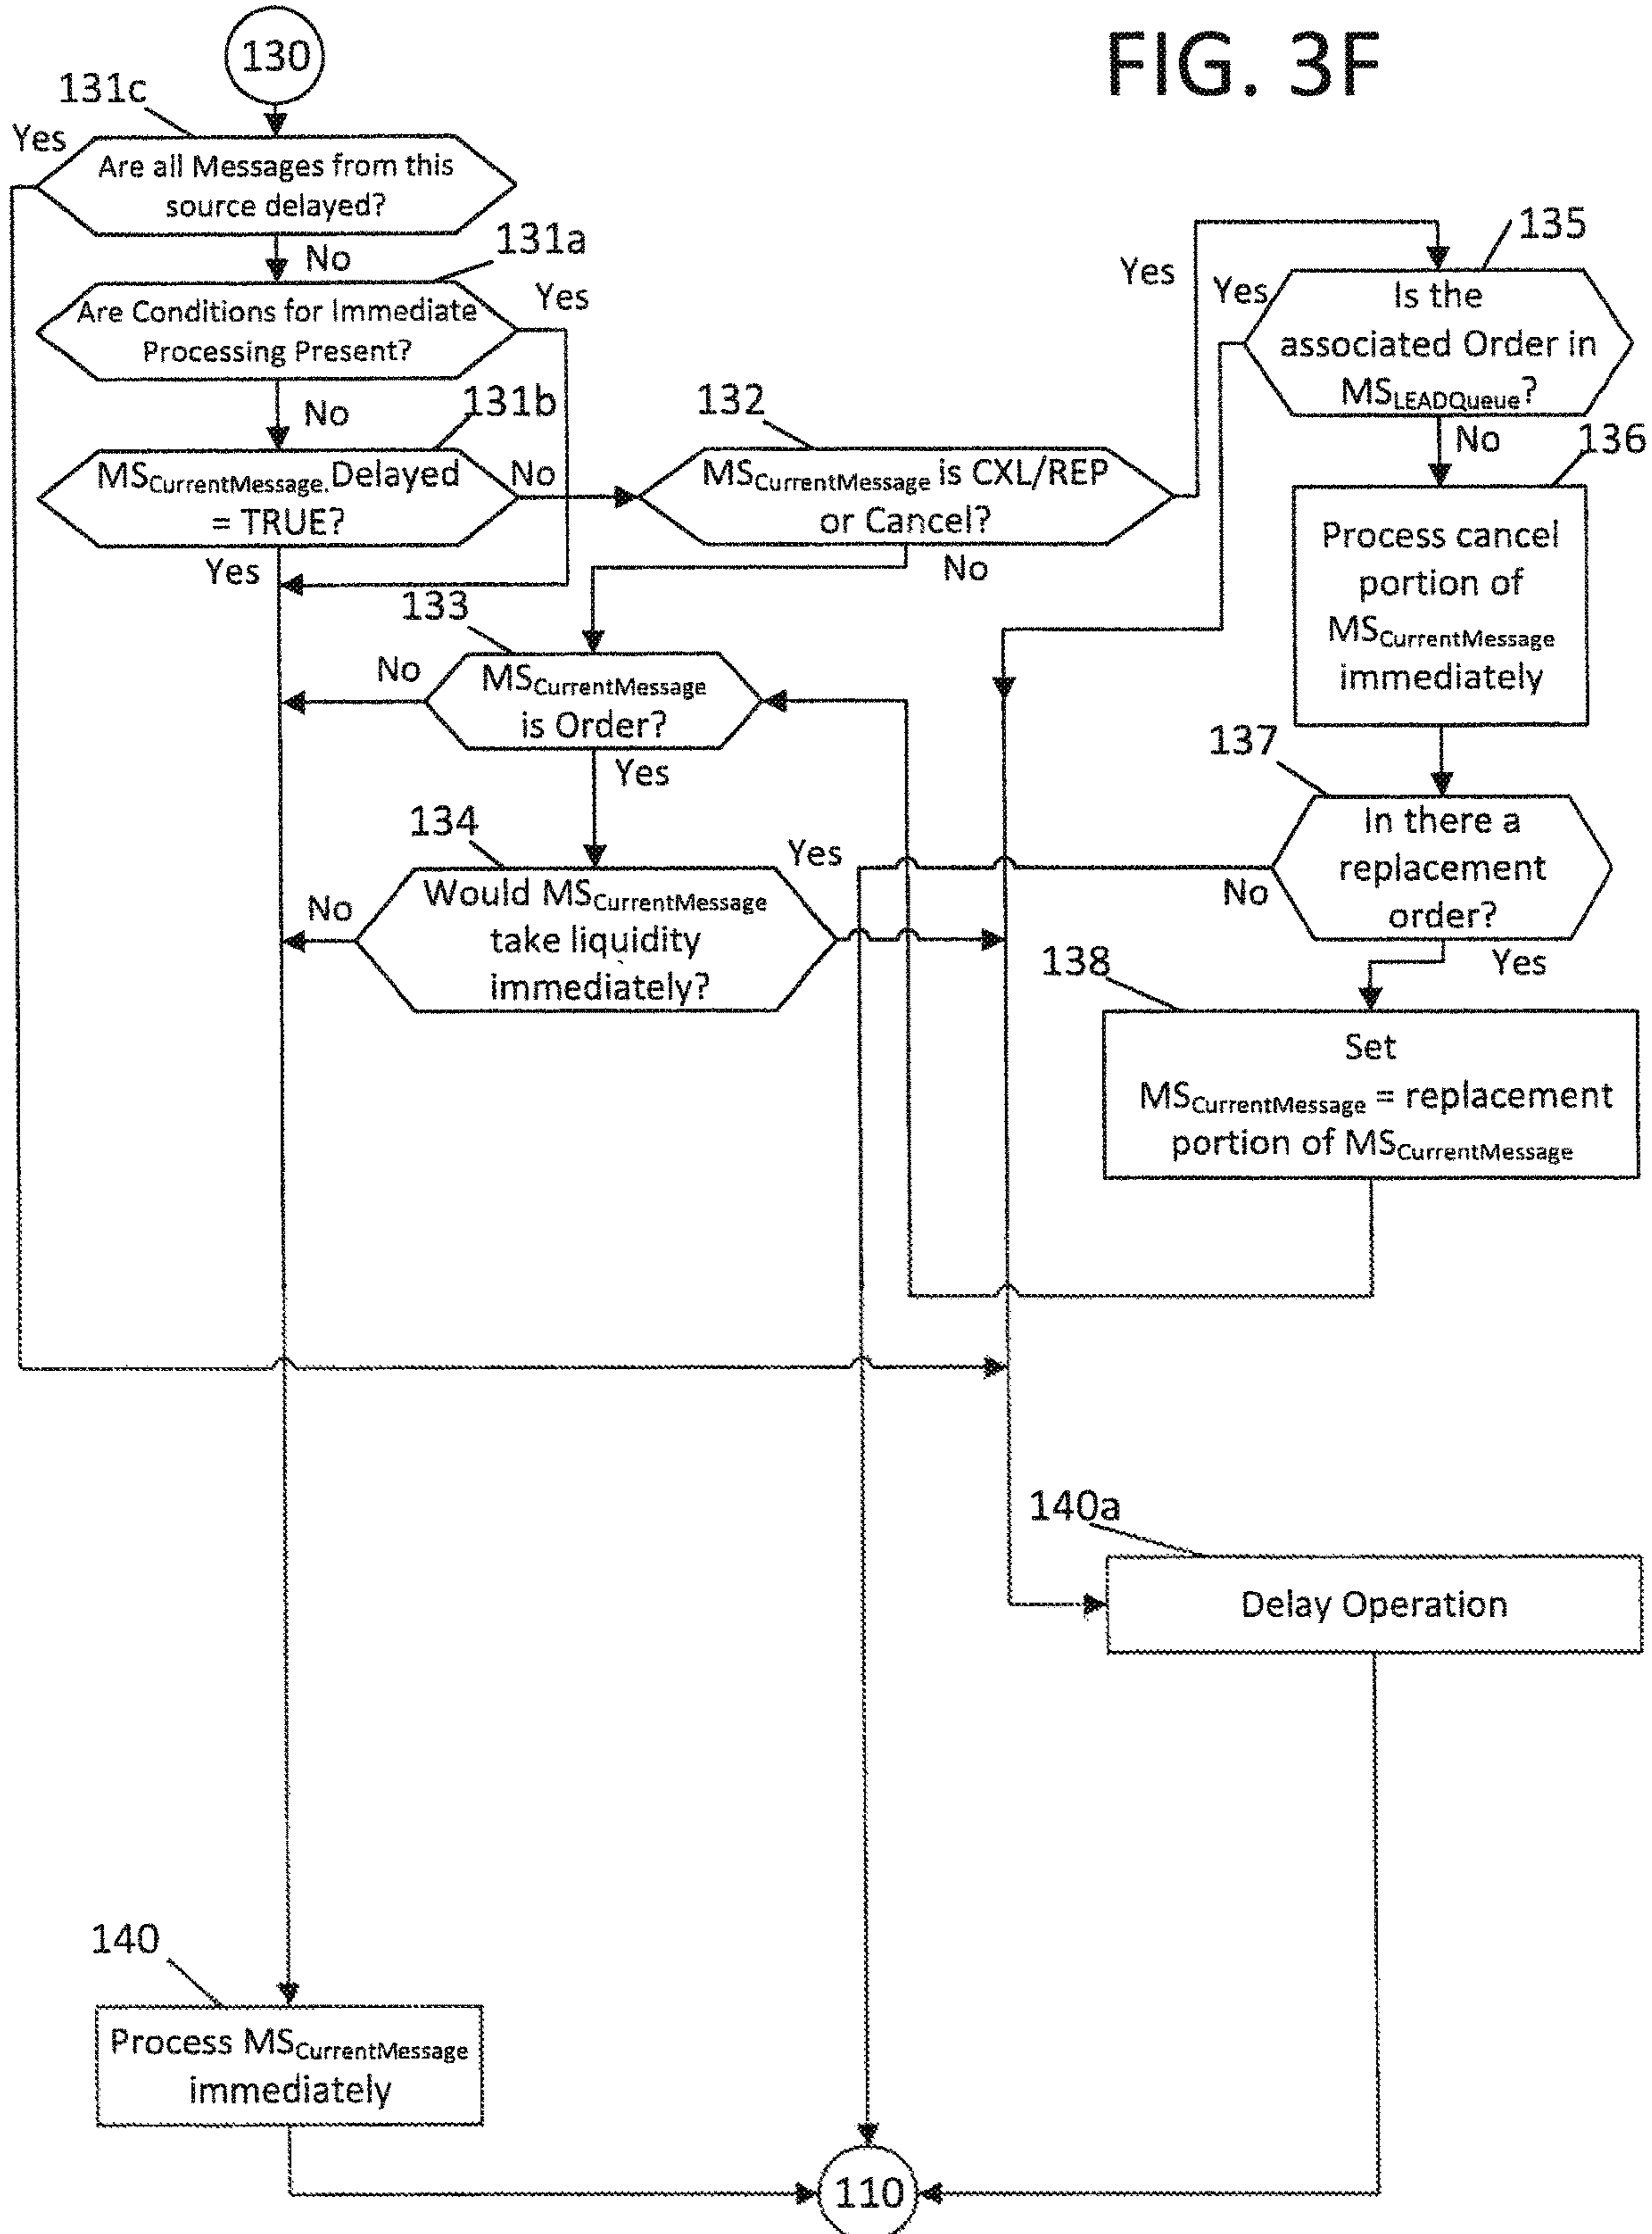 FIG. 3F
130
131c
Yes
Are all Messages from this
source delayed?
No
131a
Are Conditions for Immediate
Processing Present?
Yes
No
131b
MSCurrentMessage.Delayed
= TRUE?
No
Yes
132
MSCurrentMessage is CXL/REP
or Cancel?
Yes
No
133
MSCurrentMessage
is Order?
No
Yes
134
Would MSCurrentMessage
take liquidity
immediately?
No
Yes
135
Is the
associated Order in
MSLEADQueue?
Yes
No
136
Process cancel
portion of
MSCurrentMessage
immediately
137
In there a
replacement
order?
No
Yes
138
Set
MSCurrentMessage = replacement
portion of MSCurrentMessage
140a
Delay Operation
140
Process MSCurrentMessage
immediately
110